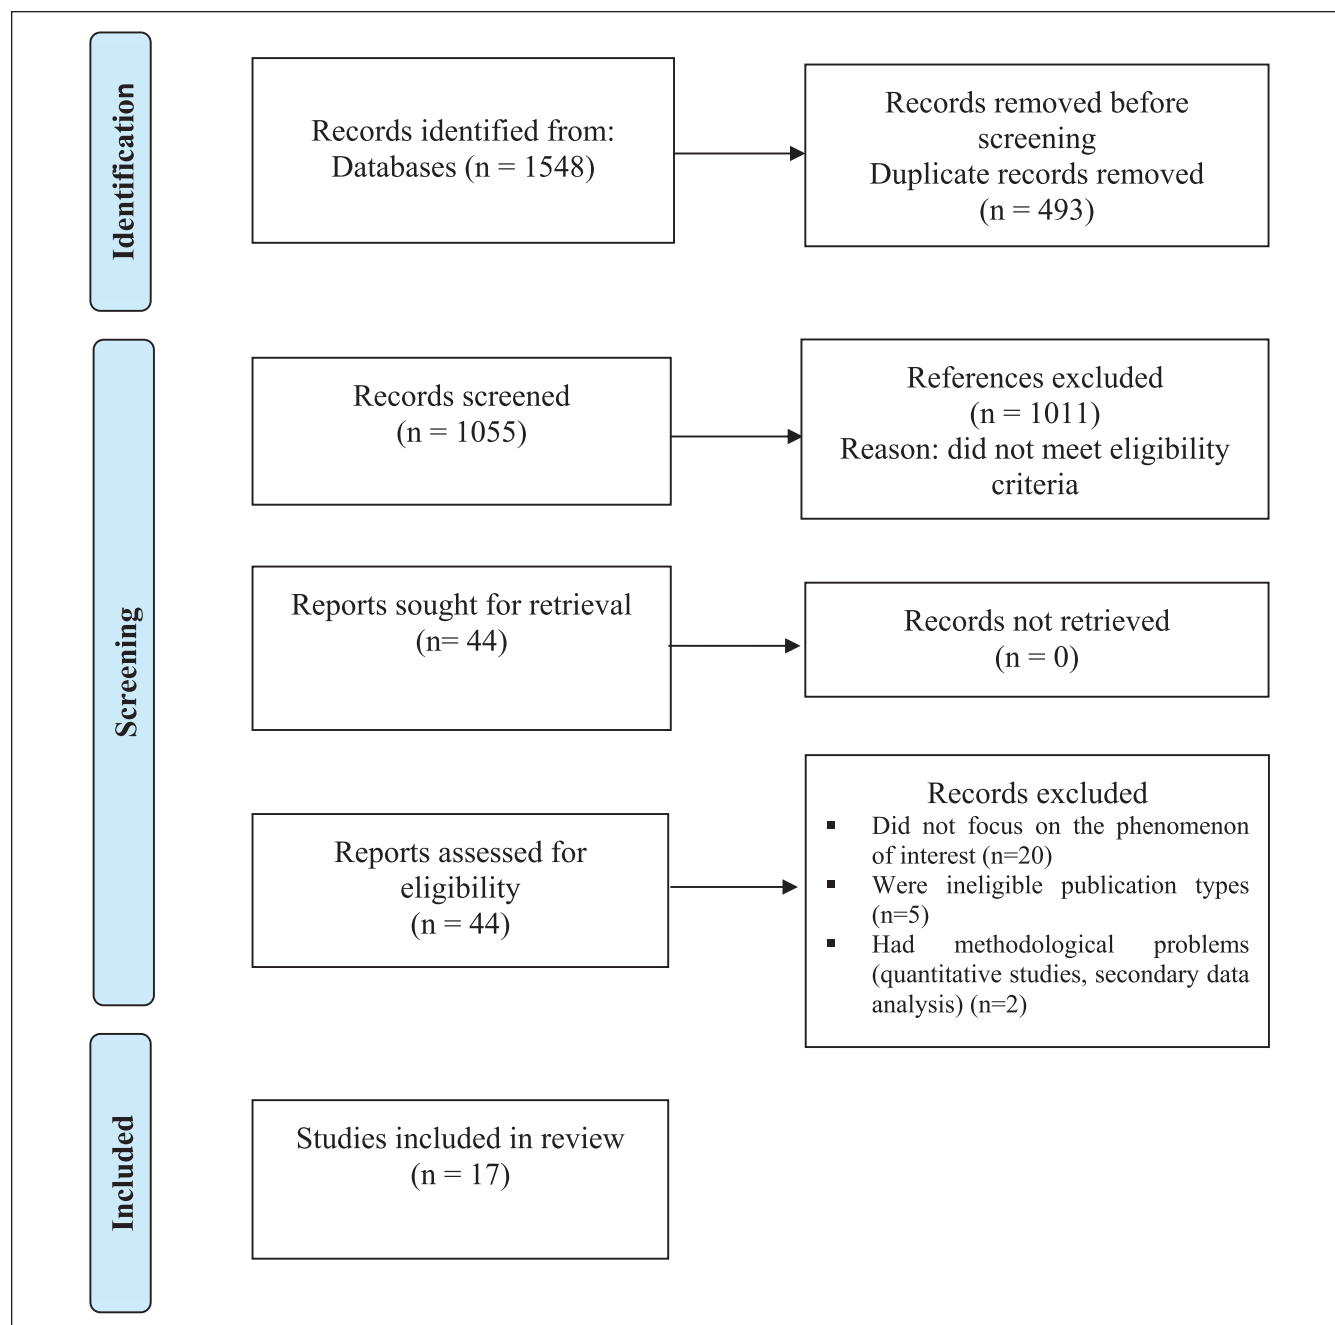 Identification
Records identified from:
Databases (n = 1548)
Records removed before
screening
Duplicate records removed
(n = 493)
Screening
Records screened
(n = 1055)
References excluded
(n = 1011)
Reason: did not meet eligibility
criteria
Reports sought for retrieval
(n= 44)
Records not retrieved
(n = 0)
Reports assessed for
eligibility
(n = 44)
Records excluded
▪ Did not focus on the phenomenon
of interest (n=20)
▪ Were ineligible publication types
(n=5)
▪ Had methodological problems
(quantitative studies, secondary data
analysis) (n=2)
Included
Studies included in review
(n = 17)